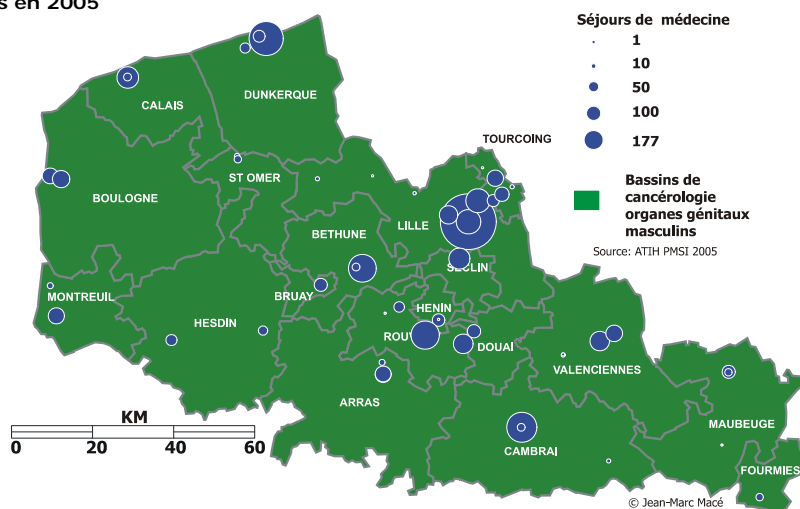 s en 2005
Séjours de médecine
1
10
50
100
177
Bassins de
cancérologie
organes génitaux
masculins
Source: ATIH PMSI 2005
TOURCOING
DUNKERQUE
CALAIS
ST OMER
BOULOGNE
LILLE
BETHUNE
SECLIN
MONTREUIL
BRUAY
HENIN
HESDIN
DOUAI
VALENCIENNES
ARRAS
MAUBEUGE
CAMBRAI
FOURMIES
KM
0 20 40 60
© Jean-Marc Macé